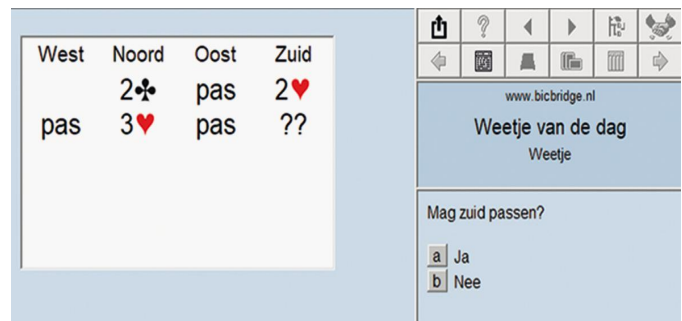 West Noord Oost Zuid
2♣ pas 2♥
pas 3♥ pas ??
www.bicbridge.nl
Weetje van de dag
Weetje
Mag zuid passen?
a Ja
b Nee